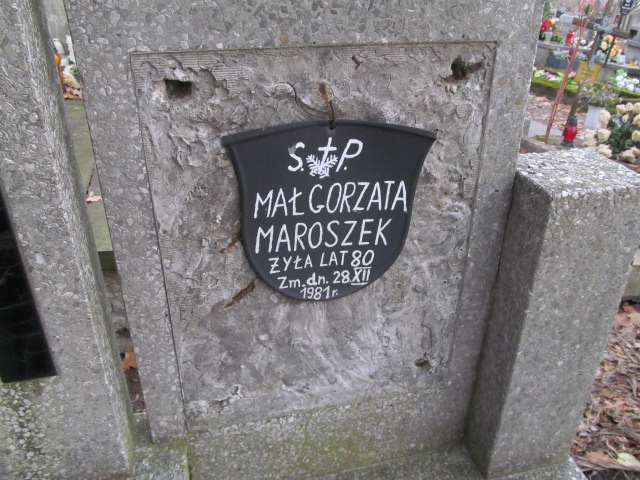 Ś.†P.
MAŁGORZATA
MAROSZEK
ŻYŁA LAT 80
Zm. dn. 28 XII
1981 r.